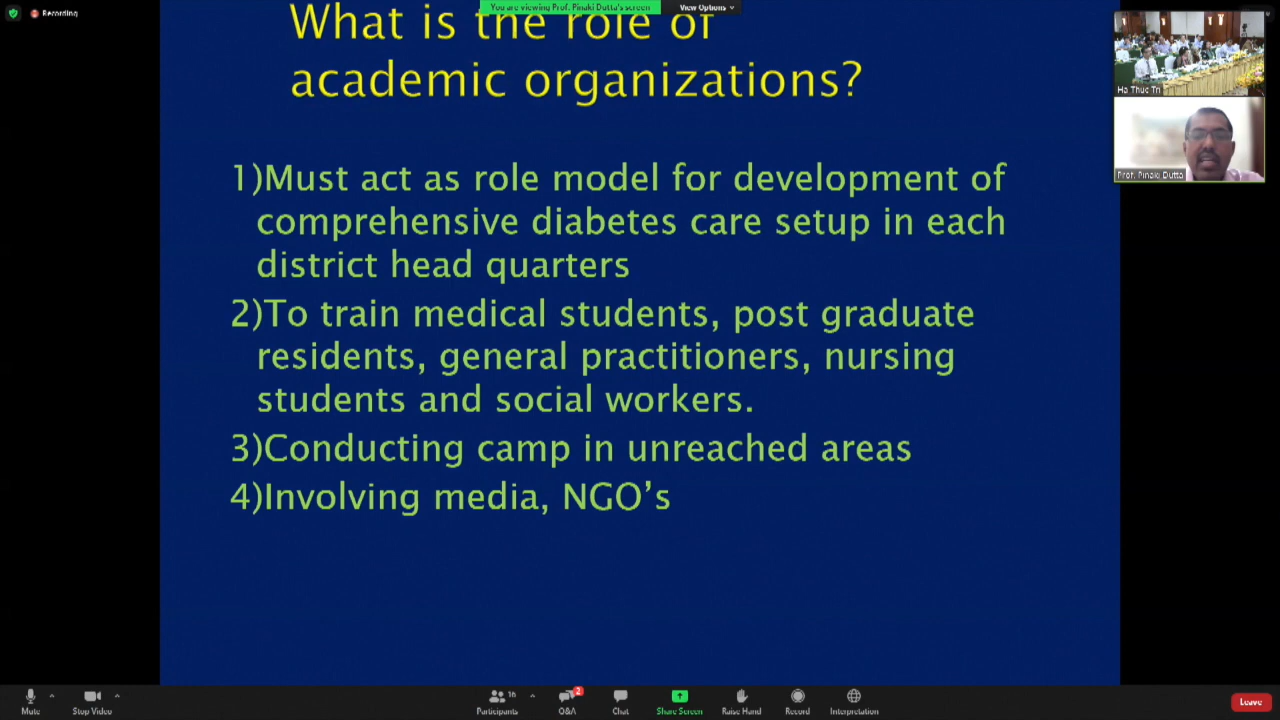 Recording
You are viewing Prof. Pinaki Dutta's screen
View Options
What is the role of
academic organizations?
Ha Thuc Tri
Prof. Pinaki Dutta
1)Must act as role model for development of
comprehensive diabetes care setup in each
district head quarters
2)To train medical students, post graduate
residents, general practitioners, nursing
students and social workers.
3)Conducting camp in unreached areas
4)Involving media, NGO’s
Mute
Stop Video
16
Participants
2
Q&A
Chat
Share Screen
Raise Hand
Record
Interpretation
Leave